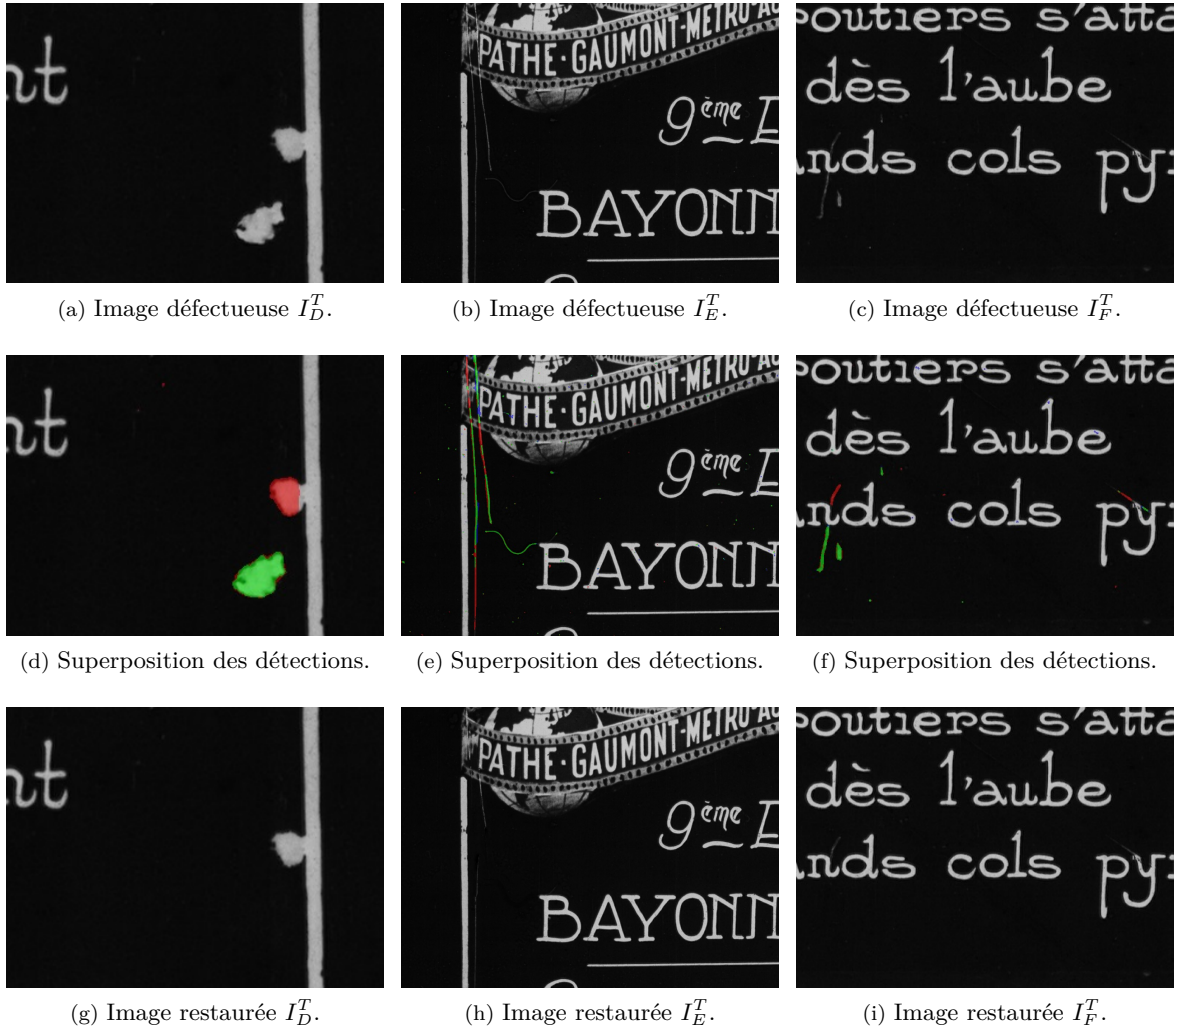 nt
PATHE·GAUMONT-METRO-AC
9ème E
BAYONN
outiers s'atta
dès l'aube
nds cols py
(a) Image défectueuse I_D^T.
(b) Image défectueuse I_E^T.
(c) Image défectueuse I_F^T.
nt
PATHE·GAUMONT-METRO-AC
9ème E
BAYONN
outiers s'atta
dès l'aube
nds cols py
(d) Superposition des détections.
(e) Superposition des détections.
(f) Superposition des détections.
nt
PATHE·GAUMONT-METRO-AC
9ème E
BAYONN
outiers s'atta
dès l'aube
nds cols py
(g) Image restaurée I_D^T.
(h) Image restaurée I_E^T.
(i) Image restaurée I_F^T.